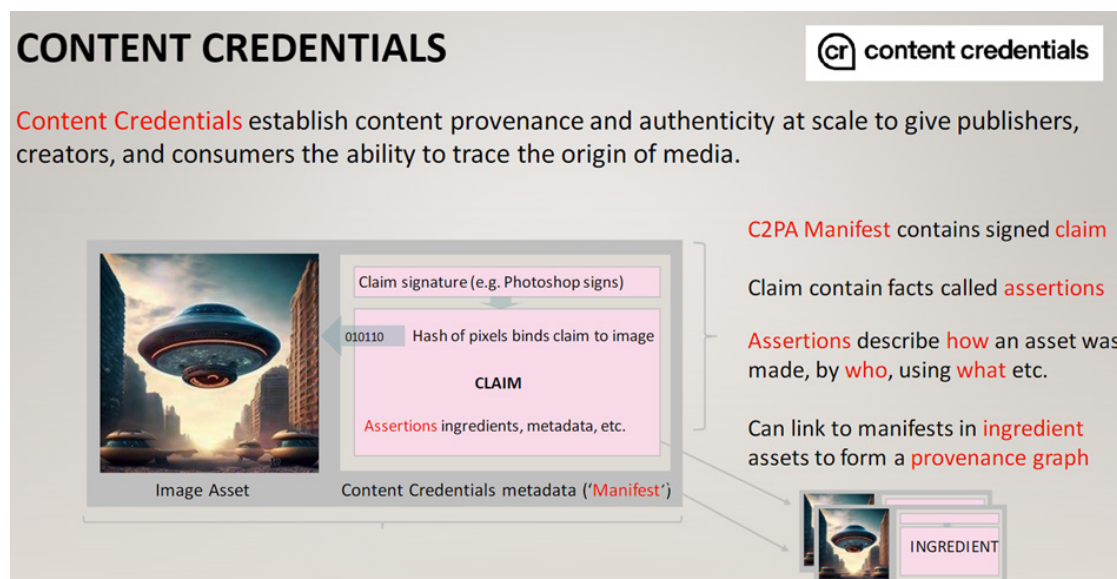 CONTENT CREDENTIALS
cr content credentials
Content Credentials establish content provenance and authenticity at scale to give publishers,
creators, and consumers the ability to trace the origin of media.
Claim signature (e.g. Photoshop signs)
010110
Hash of pixels binds claim to image
CLAIM
Assertions ingredients, metadata, etc.
Image Asset
Content Credentials metadata (‘Manifest’)
C2PA Manifest contains signed claim
Claim contain facts called assertions
Assertions describe how an asset was
made, by who, using what etc.
Can link to manifests in ingredient
assets to form a provenance graph
INGREDIENT